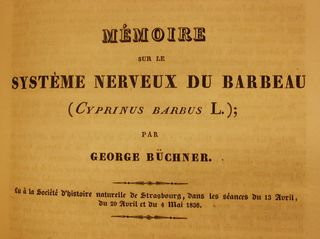 MÉMOIRE
SUR LE
SYSTÈME NERVEUX DU BARBEAU
(CYPRINUS BARBUS L.);
PAR
GEORGE BÜCHNER.
lu à la Société d'histoire naturelle de Strasbourg, dans les séances du 13 Avril,
du 20 Avril et du 4 Mai 1836.